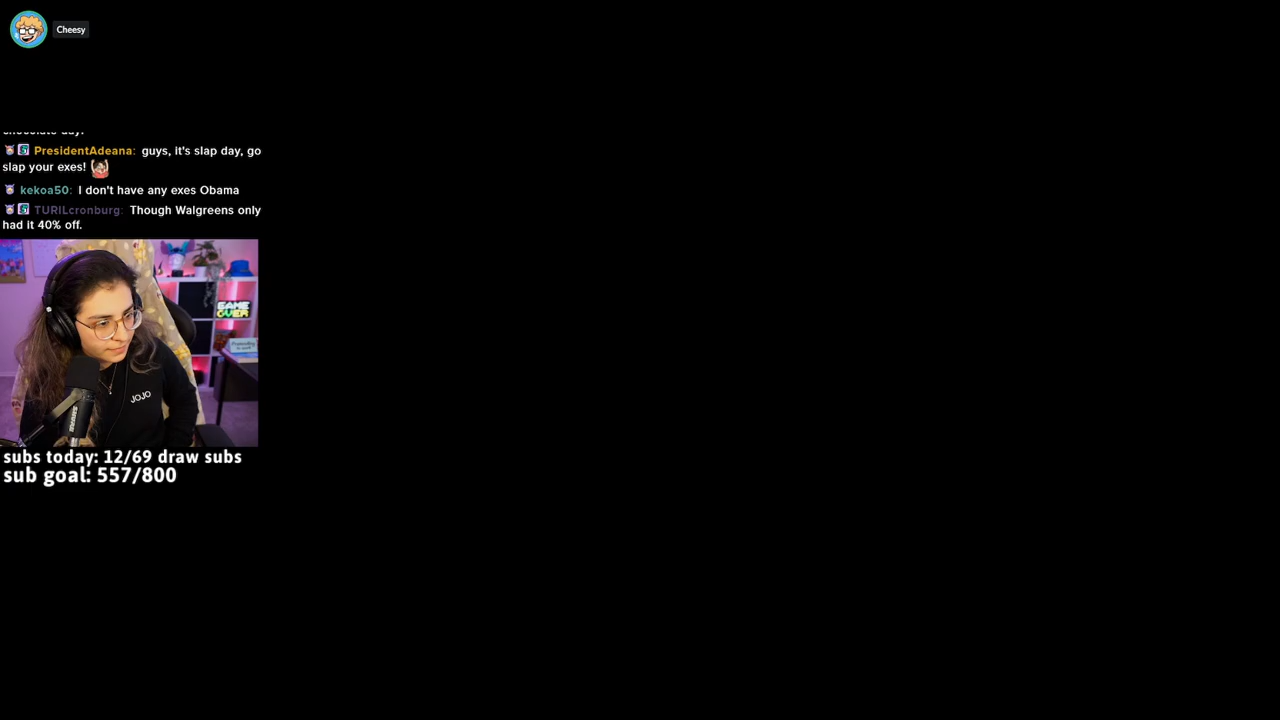 Cheesy
PresidentAdeana: guys, it's slap day, go
slap your exes!
kekoa50: I don't have any exes Obama
TURILcronburg: Though Walgreens only
had it 40% off.
GAME
OVER
JOJO
SHURE
subs today: 12/69 draw subs
sub goal: 557/800